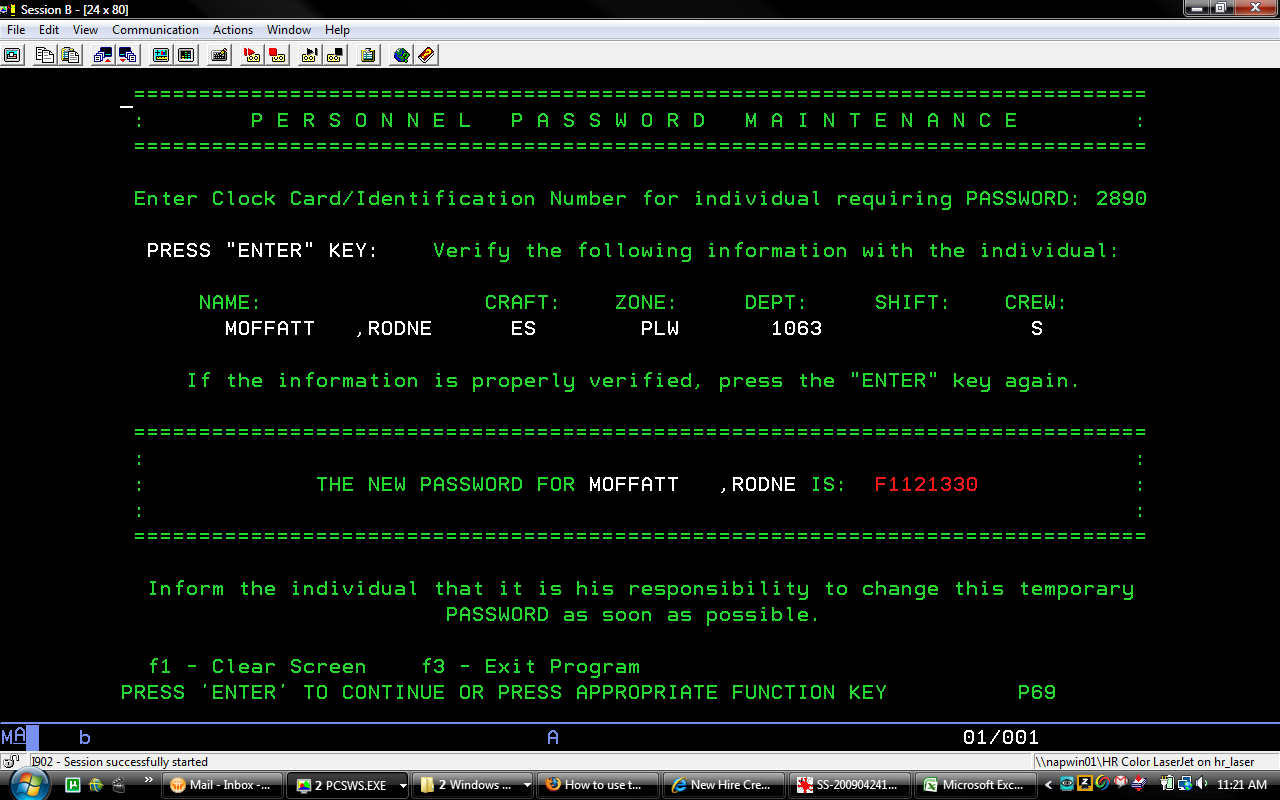 Session B - [24 x 80]
File Edit View Communication Actions Window Help
================================================================================
: P E R S O N N E L P A S S W O R D M A I N T E N A N C E :
================================================================================
Enter Clock Card/Identification Number for individual requiring PASSWORD: 2890
PRESS "ENTER" KEY: Verify the following information with the individual:
NAME: CRAFT: ZONE: DEPT: SHIFT: CREW:
MOFFATT ,RODNE ES PLW 1063 S
If the information is properly verified, press the "ENTER" key again.
================================================================================
: :
: THE NEW PASSWORD FOR MOFFATT ,RODNE IS: F1121330 :
: :
================================================================================
Inform the individual that it is his responsibility to change this temporary
PASSWORD as soon as possible.
f1 - Clear Screen f3 - Exit Program
PRESS 'ENTER' TO CONTINUE OR PRESS APPROPRIATE FUNCTION KEY P69
MA b A 01/001
I902 - Session successfully started \\napwin01\HR Color LaserJet on hr_laser
Mail - Inbox -... 2 PCSWS.EXE 2 Windows ... How to use t... New Hire Cre... SS-200904241... Microsoft Exc... 11:21 AM